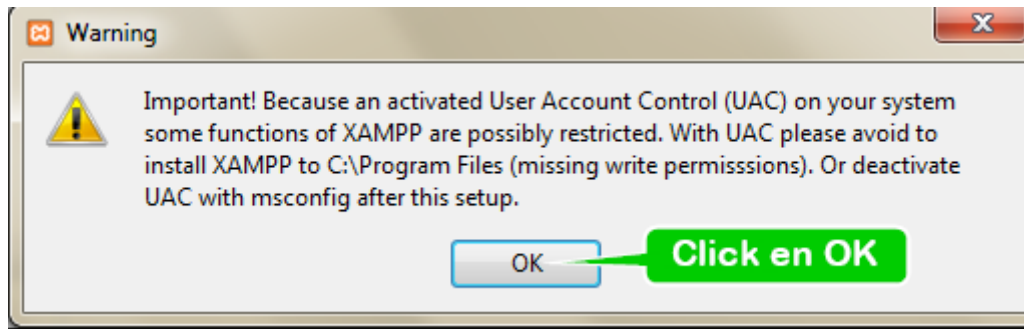 Warning
Important! Because an activated User Account Control (UAC) on your system
some functions of XAMPP are possibly restricted. With UAC please avoid to
install XAMPP to C:\Program Files (missing write permisssions). Or deactivate
UAC with msconfig after this setup.
OK
Click en OK